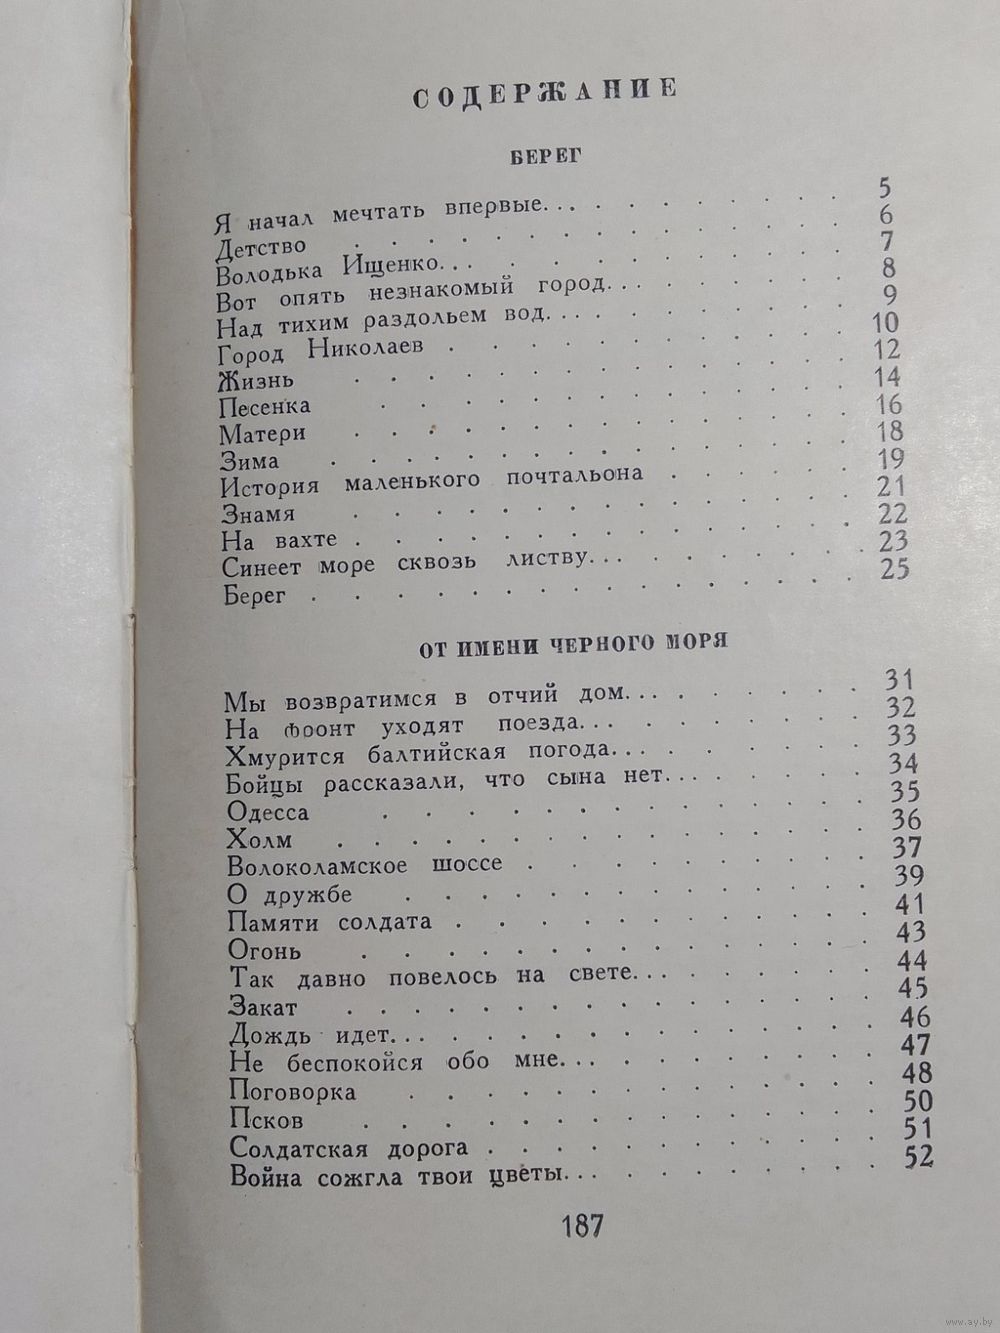 СОДЕРЖАНИЕ
БЕРЕГ
Я начал мечтать впервые... 5
Детство 6
Володька Ищенко... 7
Вот опять незнакомый город... 8
Над тихим раздольем вод... 9
Город Николаев 10
Жизнь 12
Песенка 14
Матери 16
Зима 18
История маленького почтальона 19
Знамя 21
На вахте 22
Синеет море сквозь листву... 23
Берег 25
ОТ ИМЕНИ ЧЕРНОГО МОРЯ
Мы возвратимся в отчий дом... 31
На фронт уходят поезда... 32
Хмурится балтийская погода... 33
Бойцы рассказали, что сына нет... 34
Одесса 35
Холм 36
Волоколамское шоссе 37
О дружбе 39
Памяти солдата 41
Огонь 43
Так давно повелось на свете... 44
Закат 45
Дождь идет... 46
Не беспокойся обо мне... 47
Поговорка 48
Псков 50
Солдатская дорога 51
Война сожгла твои цветы... 52
187
www.ay.by